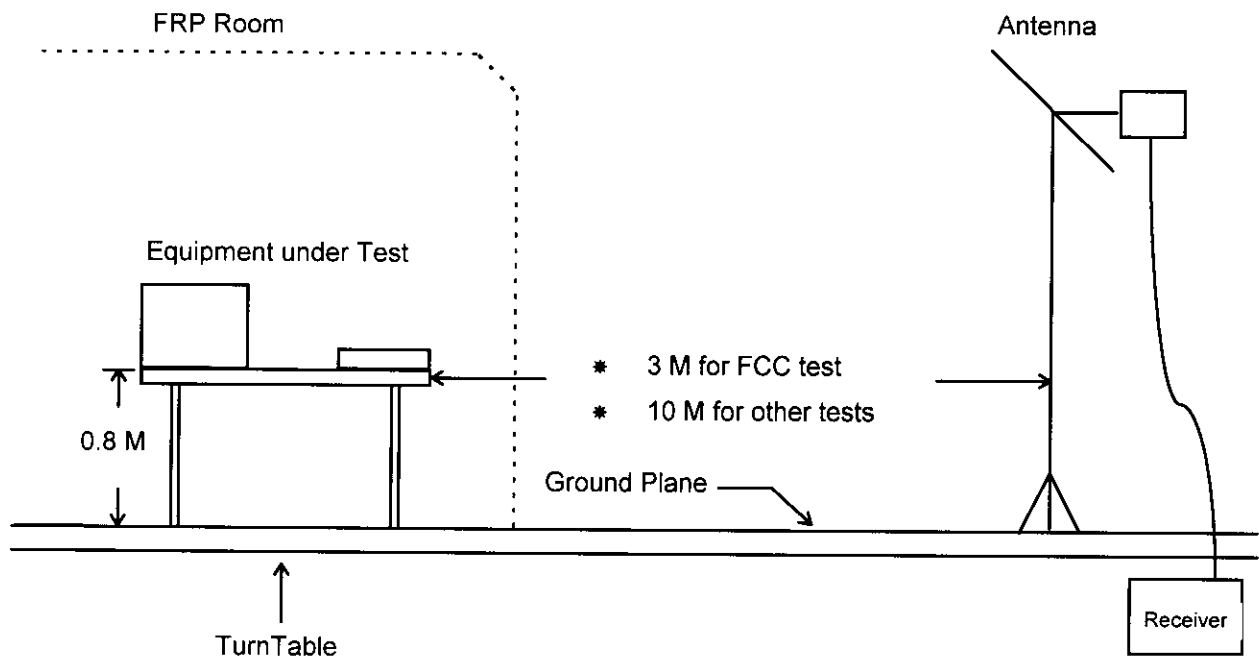 FRP Room
Antenna
Equipment under Test
* 3 M for FCC test
* 10 M for other tests
0.8 M
Ground Plane
Receiver
TurnTable